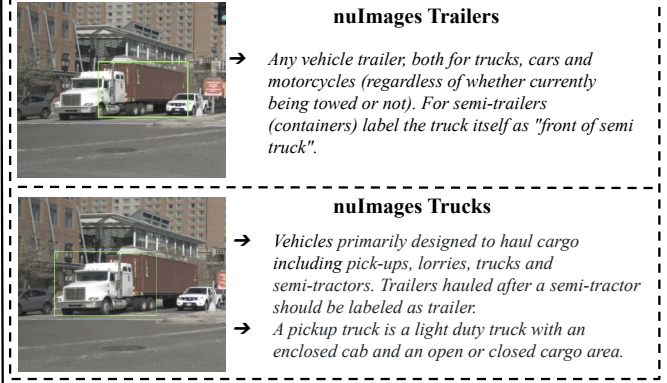 nuImages Trailers
➔ Any vehicle trailer, both for trucks, cars and
motorcycles (regardless of whether currently
being towed or not). For semi-trailers
(containers) label the truck itself as "front of semi
truck".
nuImages Trucks
➔ Vehicles primarily designed to haul cargo
including pick-ups, lorries, trucks and
semi-tractors. Trailers hauled after a semi-tractor
should be labeled as trailer.
➔ A pickup truck is a light duty truck with an
enclosed cab and an open or closed cargo area.